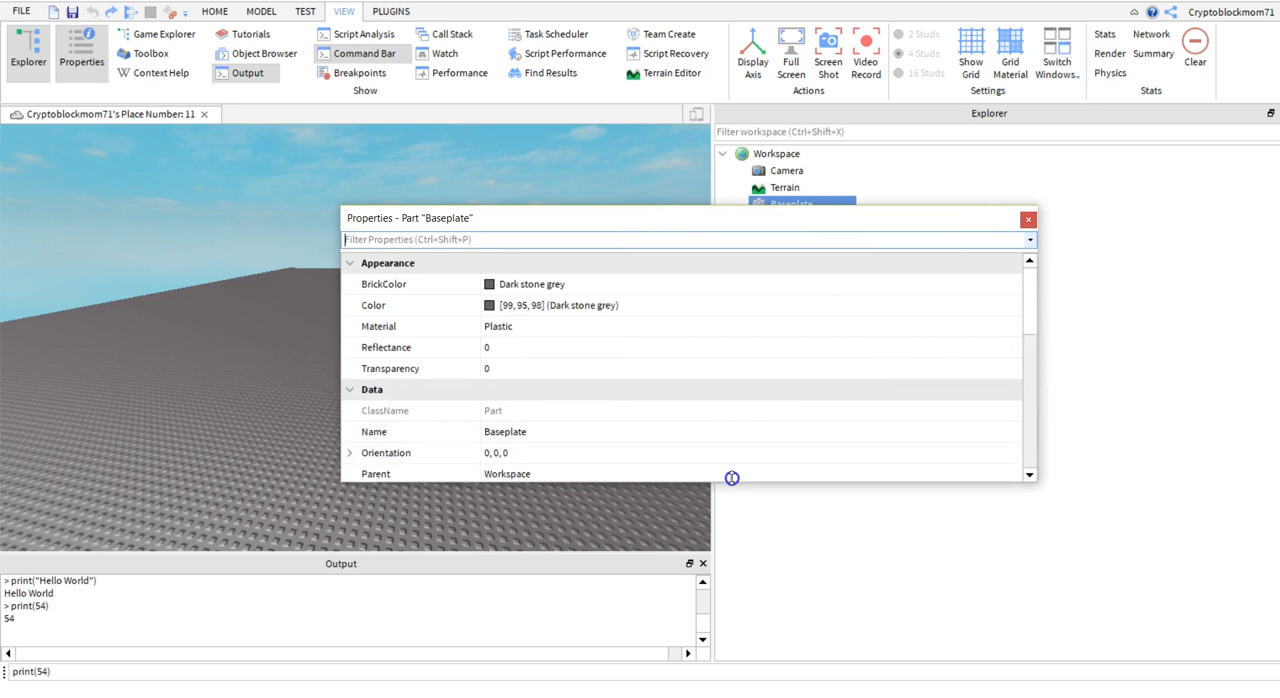 FILE HOME MODEL TEST VIEW PLUGINS Cryptoblockmom71
Explorer
Properties
Game Explorer
Toolbox
Context Help
Tutorials
Object Browser
Output
Script Analysis
Command Bar
Breakpoints
Call Stack
Watch
Performance
Task Scheduler
Script Performance
Find Results
Team Create
Script Recovery
Terrain Editor
Show
Display Axis
Full Screen
Screen Shot
Video Record
Actions
2 Studs
4 Studs
16 Studs
Show Grid
Grid Material
Switch Windows..
Settings
Stats Network
Render Summary
Physics
Clear
Stats
Cryptoblockmom71's Place Number: 11
Explorer
Filter workspace (Ctrl+Shift+X)
Workspace
Camera
Terrain
Baseplate
Properties - Part "Baseplate"
Filter Properties (Ctrl+Shift+P)
Appearance
BrickColor Dark stone grey
Color [99, 95, 98] (Dark stone grey)
Material Plastic
Reflectance 0
Transparency 0
Data
ClassName Part
Name Baseplate
Orientation 0, 0, 0
Parent Workspace
Output
> print("Hello World")
Hello World
> print(54)
54
print(54)